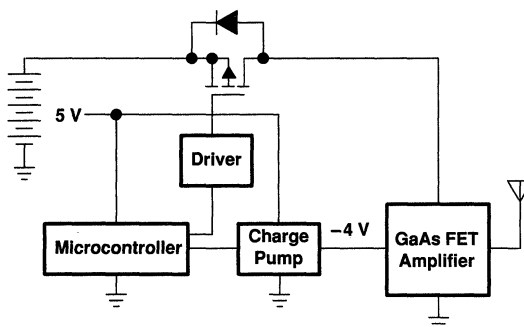 5 V
Driver
Microcontroller
Charge
Pump
−4 V
GaAs FET
Amplifier